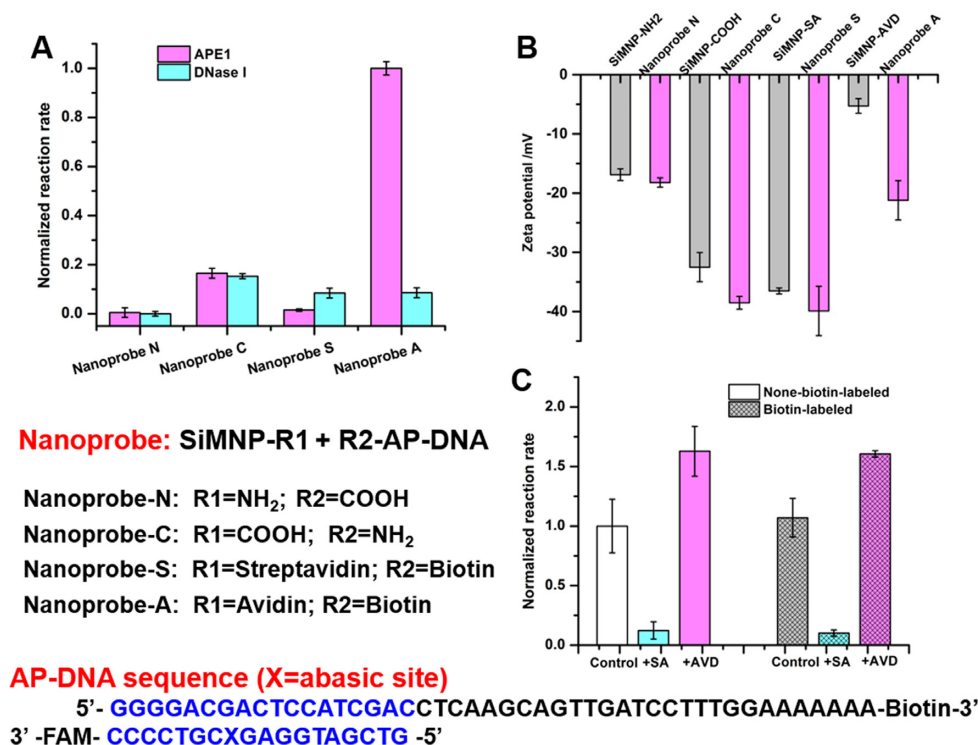 A
APE1
DNase I
Normalized reaction rate
1.0
0.8
0.6
0.4
0.2
0.0
Nanoprobe N
Nanoprobe C
Nanoprobe S
Nanoprobe A
B
SiMNP-NH2
Nanoprobe N
SiMNP-COOH
Nanoprobe C
SiMNP-SA
Nanoprobe S
SiMNP-AVD
Nanoprobe A
Zeta potential /mV
0
-10
-20
-30
-40
C
None-biotin-labeled
Biotin-labeled
Normalized reaction rate
2.0
1.5
1.0
0.5
0.0
Control +SA +AVD Control +SA +AVD
Nanoprobe: SiMNP-R1 + R2-AP-DNA
Nanoprobe-N: R1=NH2; R2=COOH
Nanoprobe-C: R1=COOH; R2=NH2
Nanoprobe-S: R1=Streptavidin; R2=Biotin
Nanoprobe-A: R1=Avidin; R2=Biotin
AP-DNA sequence (X=abasic site)
5'- GGGGACGACTCCATCGACCTCAAGCAGTTGATCCTTTGGAAAAAAA-Biotin-3'
3' -FAM- CCCCTGCXGAGGTAGCTG -5'